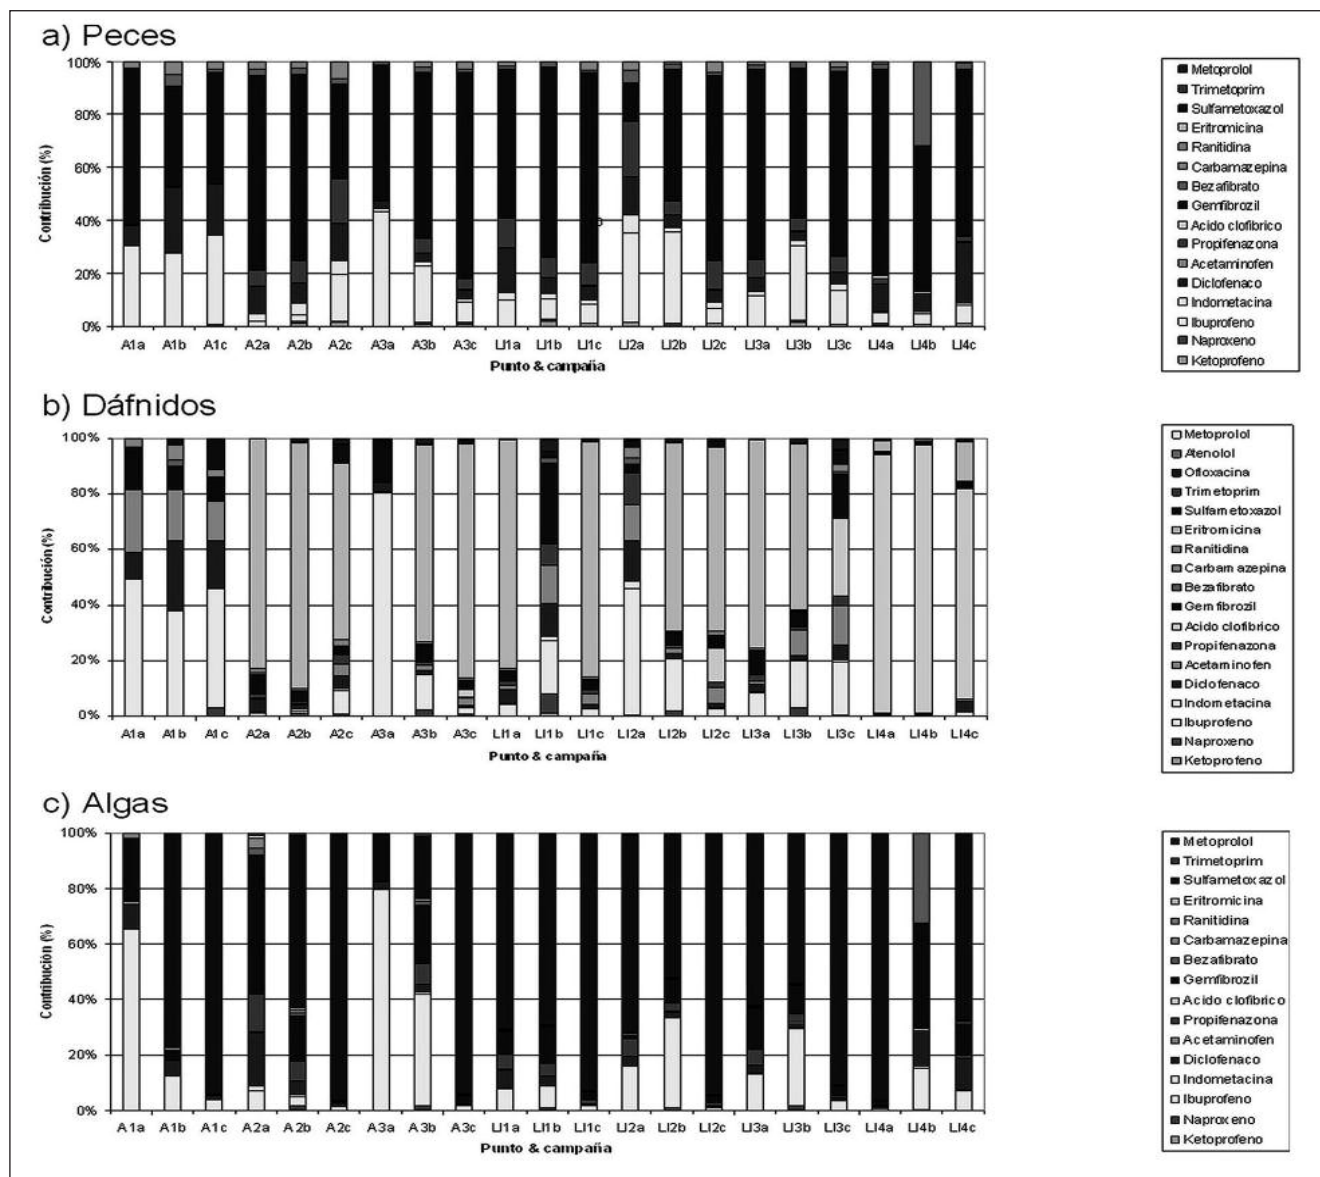 a) Peces
100%
80%
60%
40%
20%
0%
Contribución (%)
A1a A1b A1c A2a A2b A2c A3a A3b A3c Ll1a Ll1b Ll1c Ll2a Ll2b Ll2c Ll3a Ll3b Ll3c Ll4a Ll4b Ll4c
Punto & campaña
Metoprolol
Trimetoprim
Sulfametoxazol
Eritromicina
Ranitidina
Carbamazepina
Bezafibrato
Gemfibrozil
Acido clofibrico
Propifenazona
Acetaminofen
Diclofenaco
Indometacina
Ibuprofeno
Naproxeno
Ketoprofeno
b) Dáfnidos
100%
80%
60%
40%
20%
0%
Contribución (%)
A1a A1b A1c A2a A2b A2c A3a A3b A3c Ll1a Ll1b Ll1c Ll2a Ll2b Ll2c Ll3a Ll3b Ll3c Ll4a Ll4b Ll4c
Punto & campaña
Metoprolol
Atenolol
Ofloxacina
Trimetoprim
Sulfametoxazol
Eritromicina
Ranitidina
Carbamazepina
Bezafibrato
Gemfibrozil
Acido clofibrico
Propifenazona
Acetaminofen
Diclofenaco
Indometacina
Ibuprofeno
Naproxeno
Ketoprofeno
c) Algas
100%
80%
60%
40%
20%
0%
Contribución (%)
A1a A1b A1c A2a A2b A2c A3a A3b A3c Ll1a Ll1b Ll1c Ll2a Ll2b Ll2c Ll3a Ll3b Ll3c Ll4a Ll4b Ll4c
Punto & campaña
Metoprolol
Trimetoprim
Sulfametoxazol
Eritromicina
Ranitidina
Carbamazepina
Bezafibrato
Gemfibrozil
Acido clofibrico
Propifenazona
Acetaminofen
Diclofenaco
Indometacina
Ibuprofeno
Naproxeno
Ketoprofeno